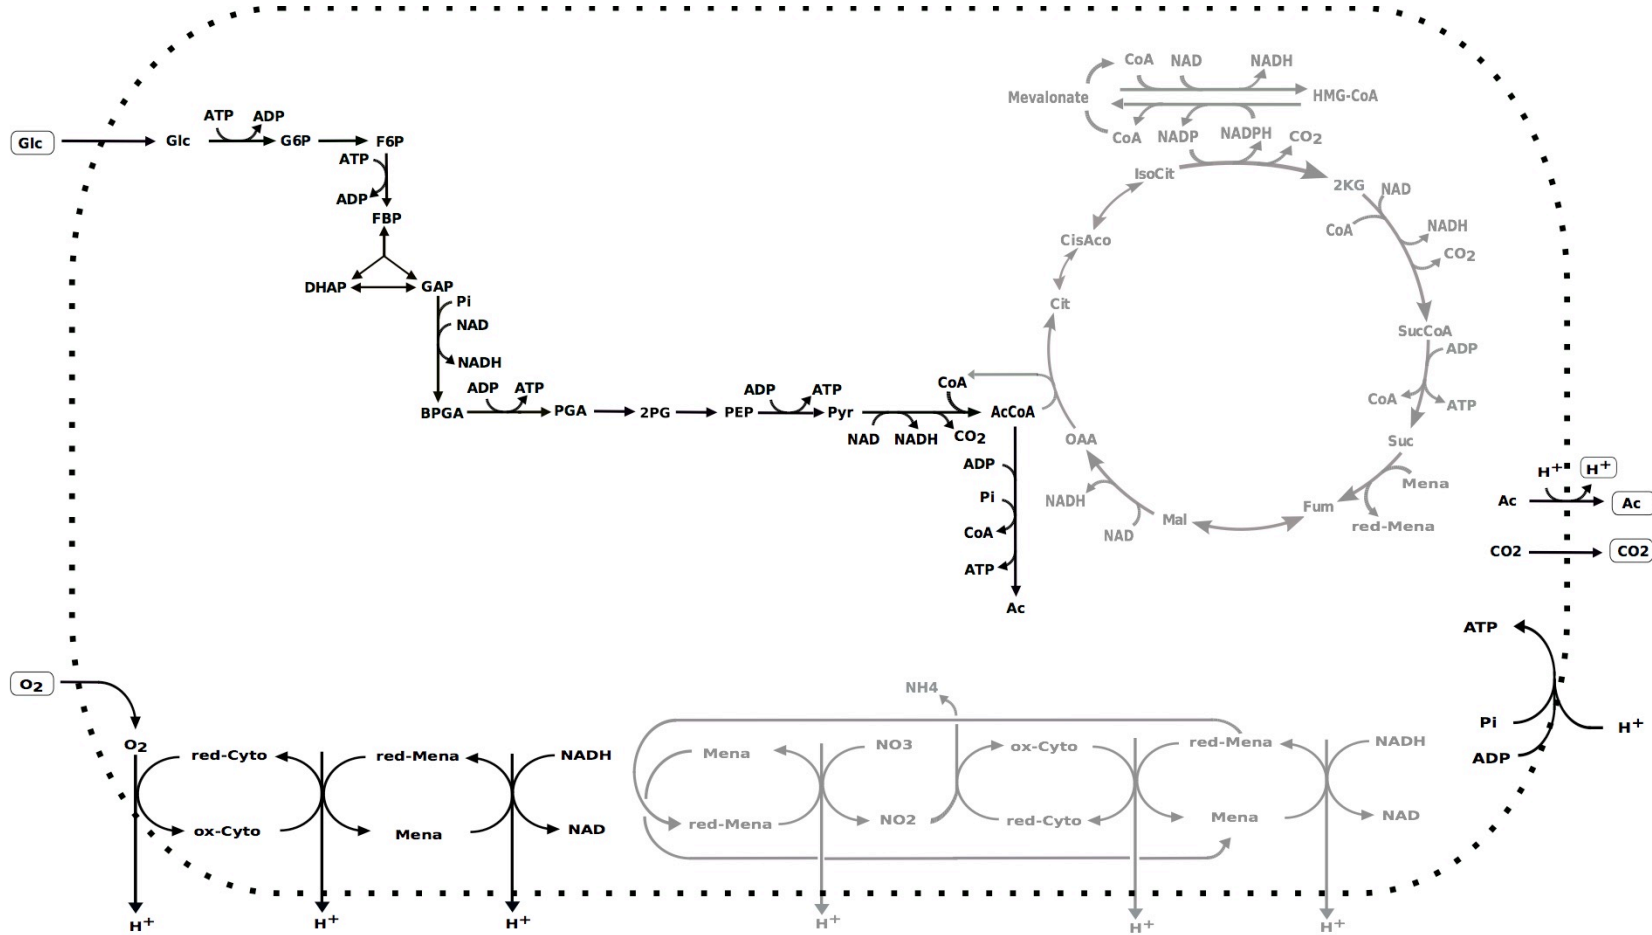 CoA NAD NADH
Mevalonate HMG-CoA
CoA NADP NADPH CO2
ATP ADP
Glc Glc G6P F6P
ATP
ADP
FBP
DHAP GAP
Pi
NAD
NADH
ADP ATP
BPGA PGA 2PG PEP Pyr AcCoA
ADP ATP
CoA
NAD NADH CO2
ADP
Pi
CoA
ATP
Ac
IsoCit 2KG
NAD
CoA NADH
CO2
CisAco
Cit
SucCoA
ADP
CoA ATP
OAA Suc
Mena
NADH Fum red-Mena
NAD Mal
H+ H+
Ac Ac
CO2 CO2
ATP
Pi H+
ADP
O2
O2
red-Cyto red-Mena NADH
ox-Cyto Mena NAD
NH4
Mena NO3 ox-Cyto red-Mena NADH
red-Mena NO2 red-Cyto Mena NAD
H+ H+ H+ H+ H+ H+